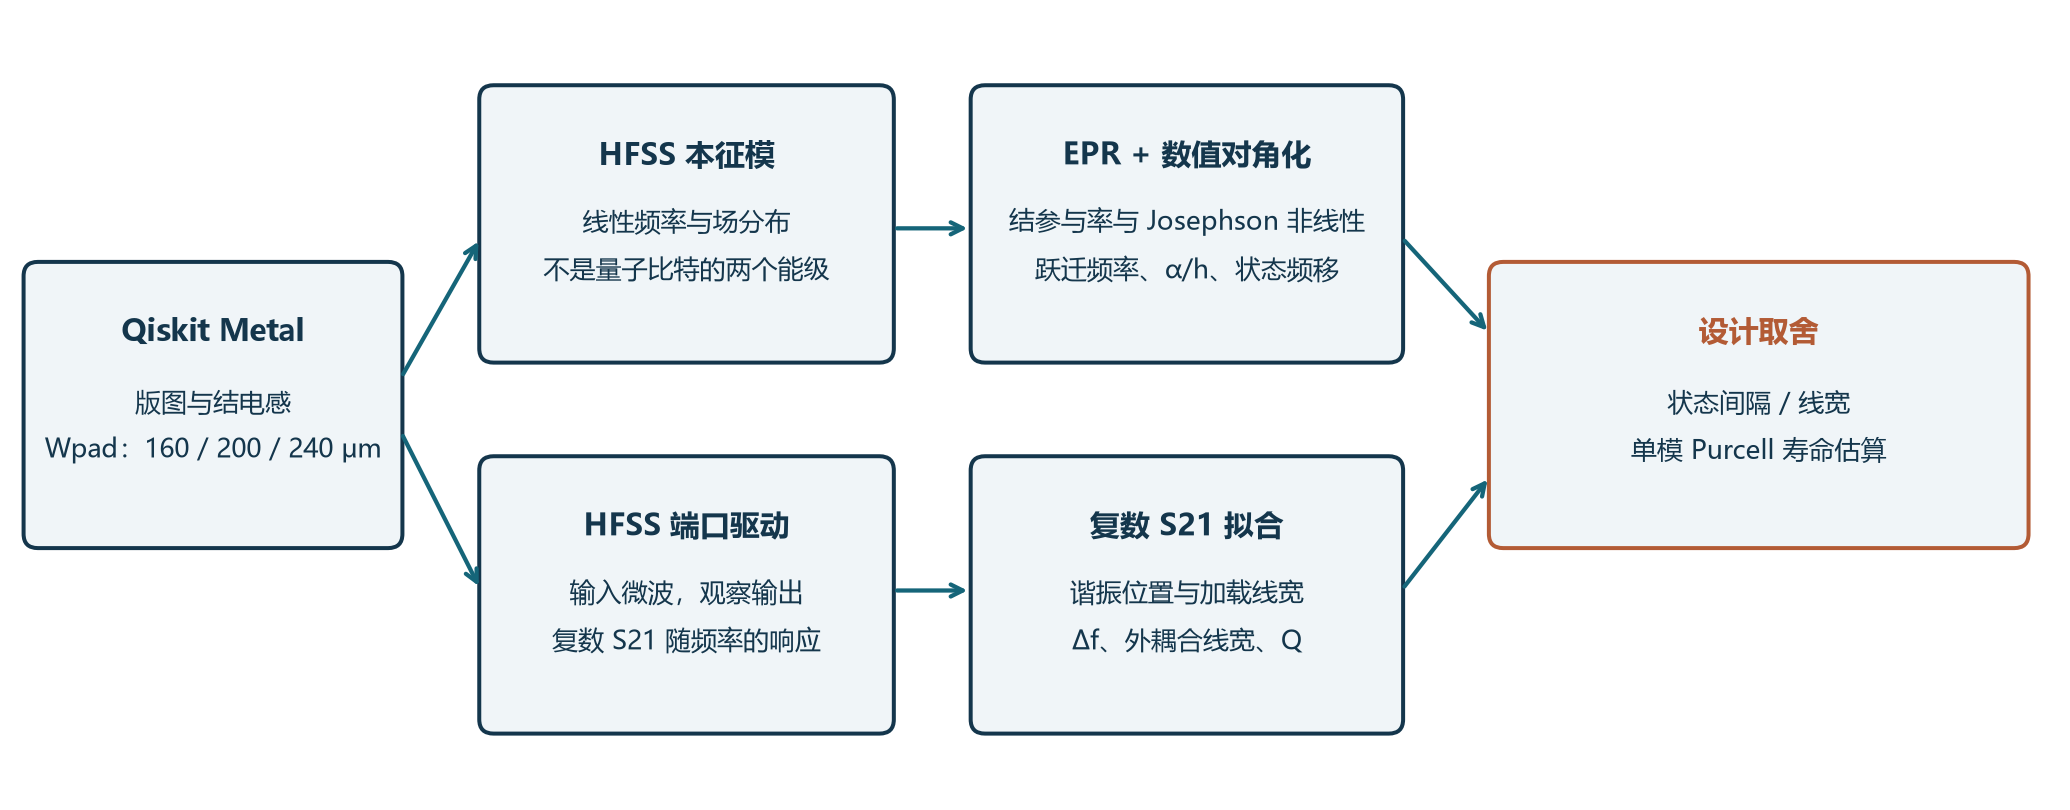 Qiskit Metal
版图与结电感
Wpad：160 / 200 / 240 μm
HFSS 本征模
线性频率与场分布
不是量子比特的两个能级
EPR + 数值对角化
结参与率与 Josephson 非线性
跃迁频率、α/h、状态频移
HFSS 端口驱动
输入微波，观察输出
复数 S21 随频率的响应
复数 S21 拟合
谐振位置与加载线宽
Δf、外耦合线宽、Q
设计取舍
状态间隔 / 线宽
单模 Purcell 寿命估算